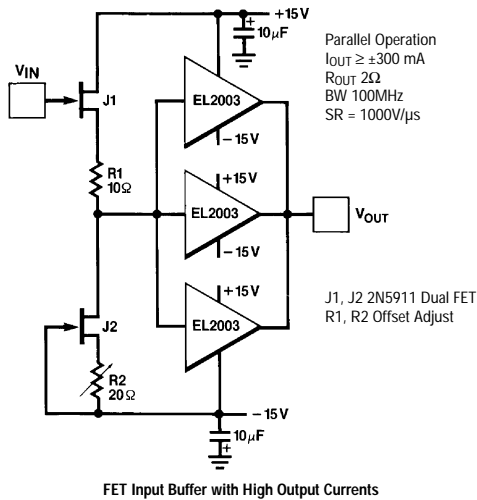 +15V
+
10μF
Parallel Operation
IOUT ≥ ±300 mA
ROUT 2Ω
BW 100MHz
SR = 1000V/μs
VIN
J1
EL2003
−15V
R1
10Ω
+15V
EL2003
VOUT
−15V
+15V
J1, J2 2N5911 Dual FET
R1, R2 Offset Adjust
J2
EL2003
R2
20Ω
−15V
10μF
+
FET Input Buffer with High Output Currents